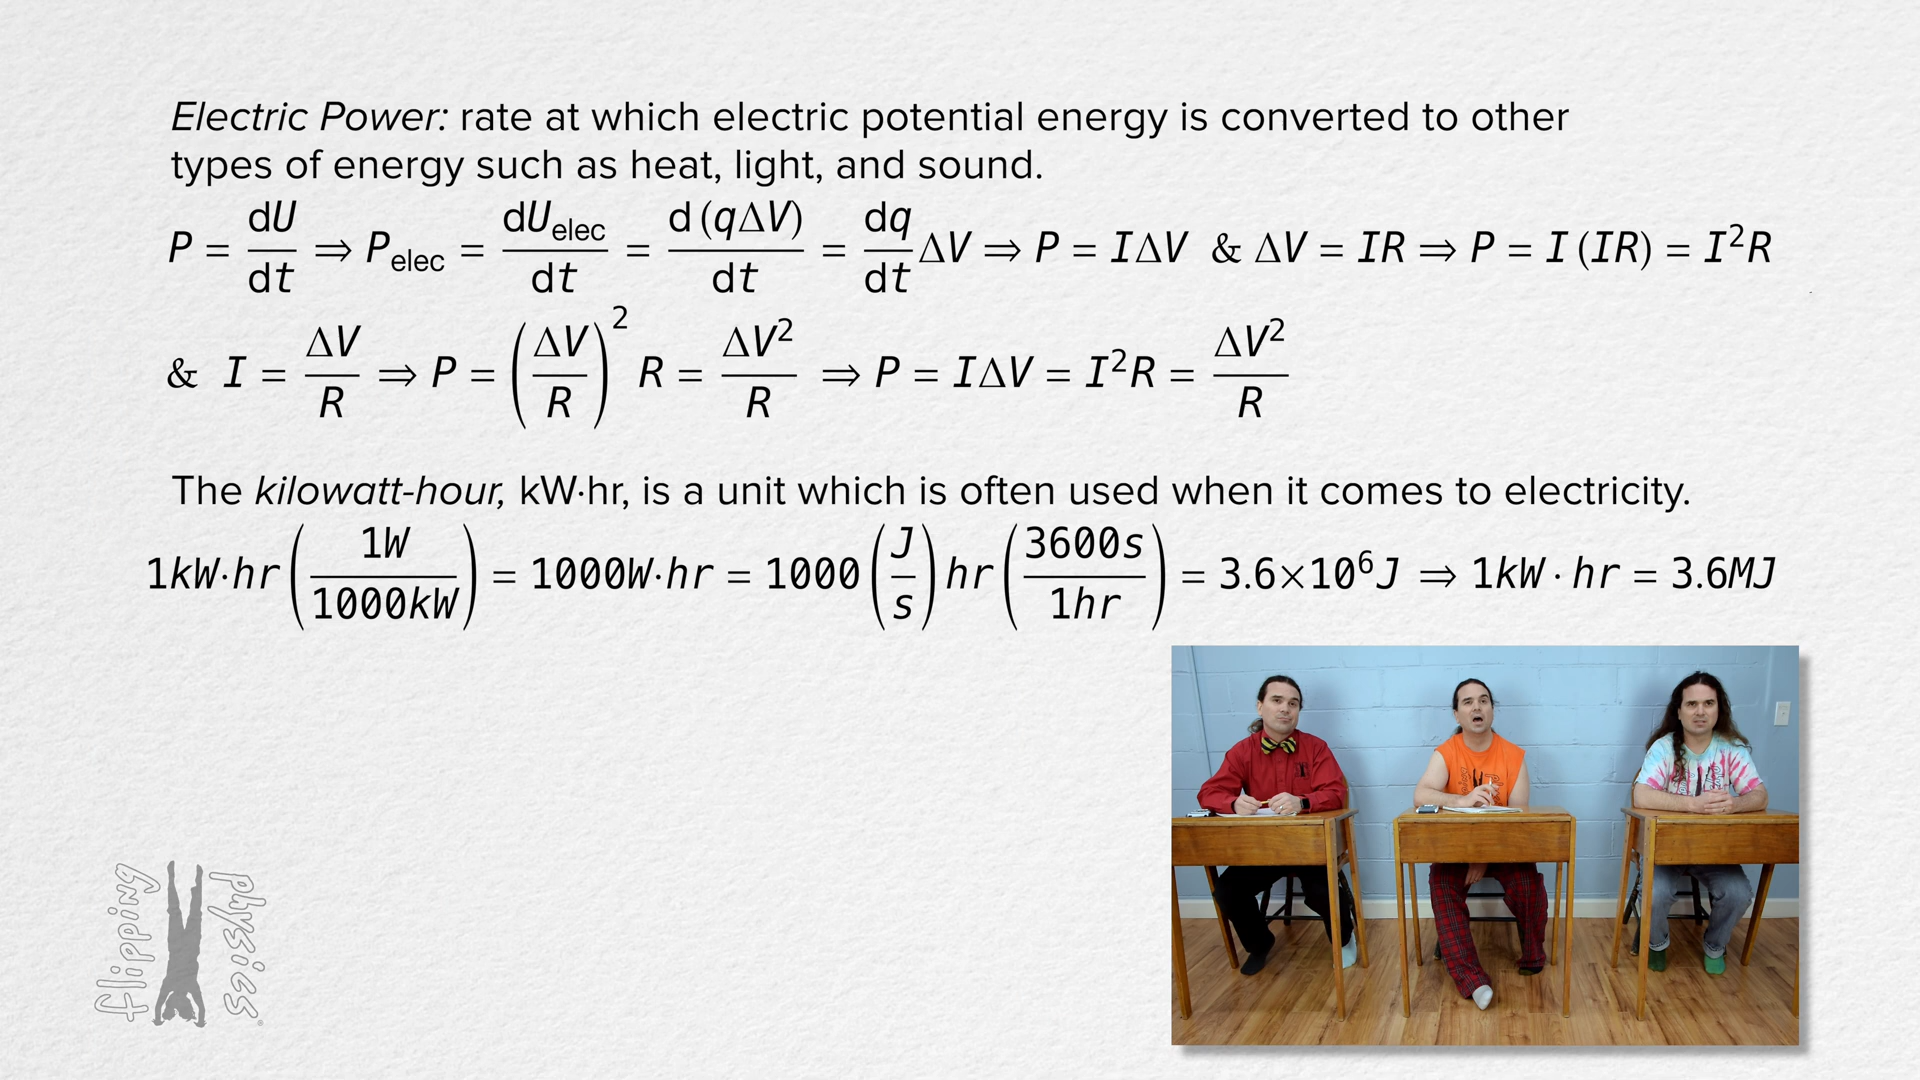 Electric Power: rate at which electric potential energy is converted to other
types of energy such as heat, light, and sound.
P = dU/dt ⇒ P_elec = dU_elec/dt = d(qΔV)/dt = dq/dt ΔV ⇒ P = IΔV & ΔV = IR ⇒ P = I(IR) = I²R
& I = ΔV/R ⇒ P = (ΔV/R)² R = ΔV²/R ⇒ P = IΔV = I²R = ΔV²/R
The kilowatt-hour, kW·hr, is a unit which is often used when it comes to electricity.
1kW·hr (1W/1000kW) = 1000W·hr = 1000 (J/s) hr (3600s/1hr) = 3.6×10⁶J ⇒ 1kW·hr = 3.6MJ
flipping
physics